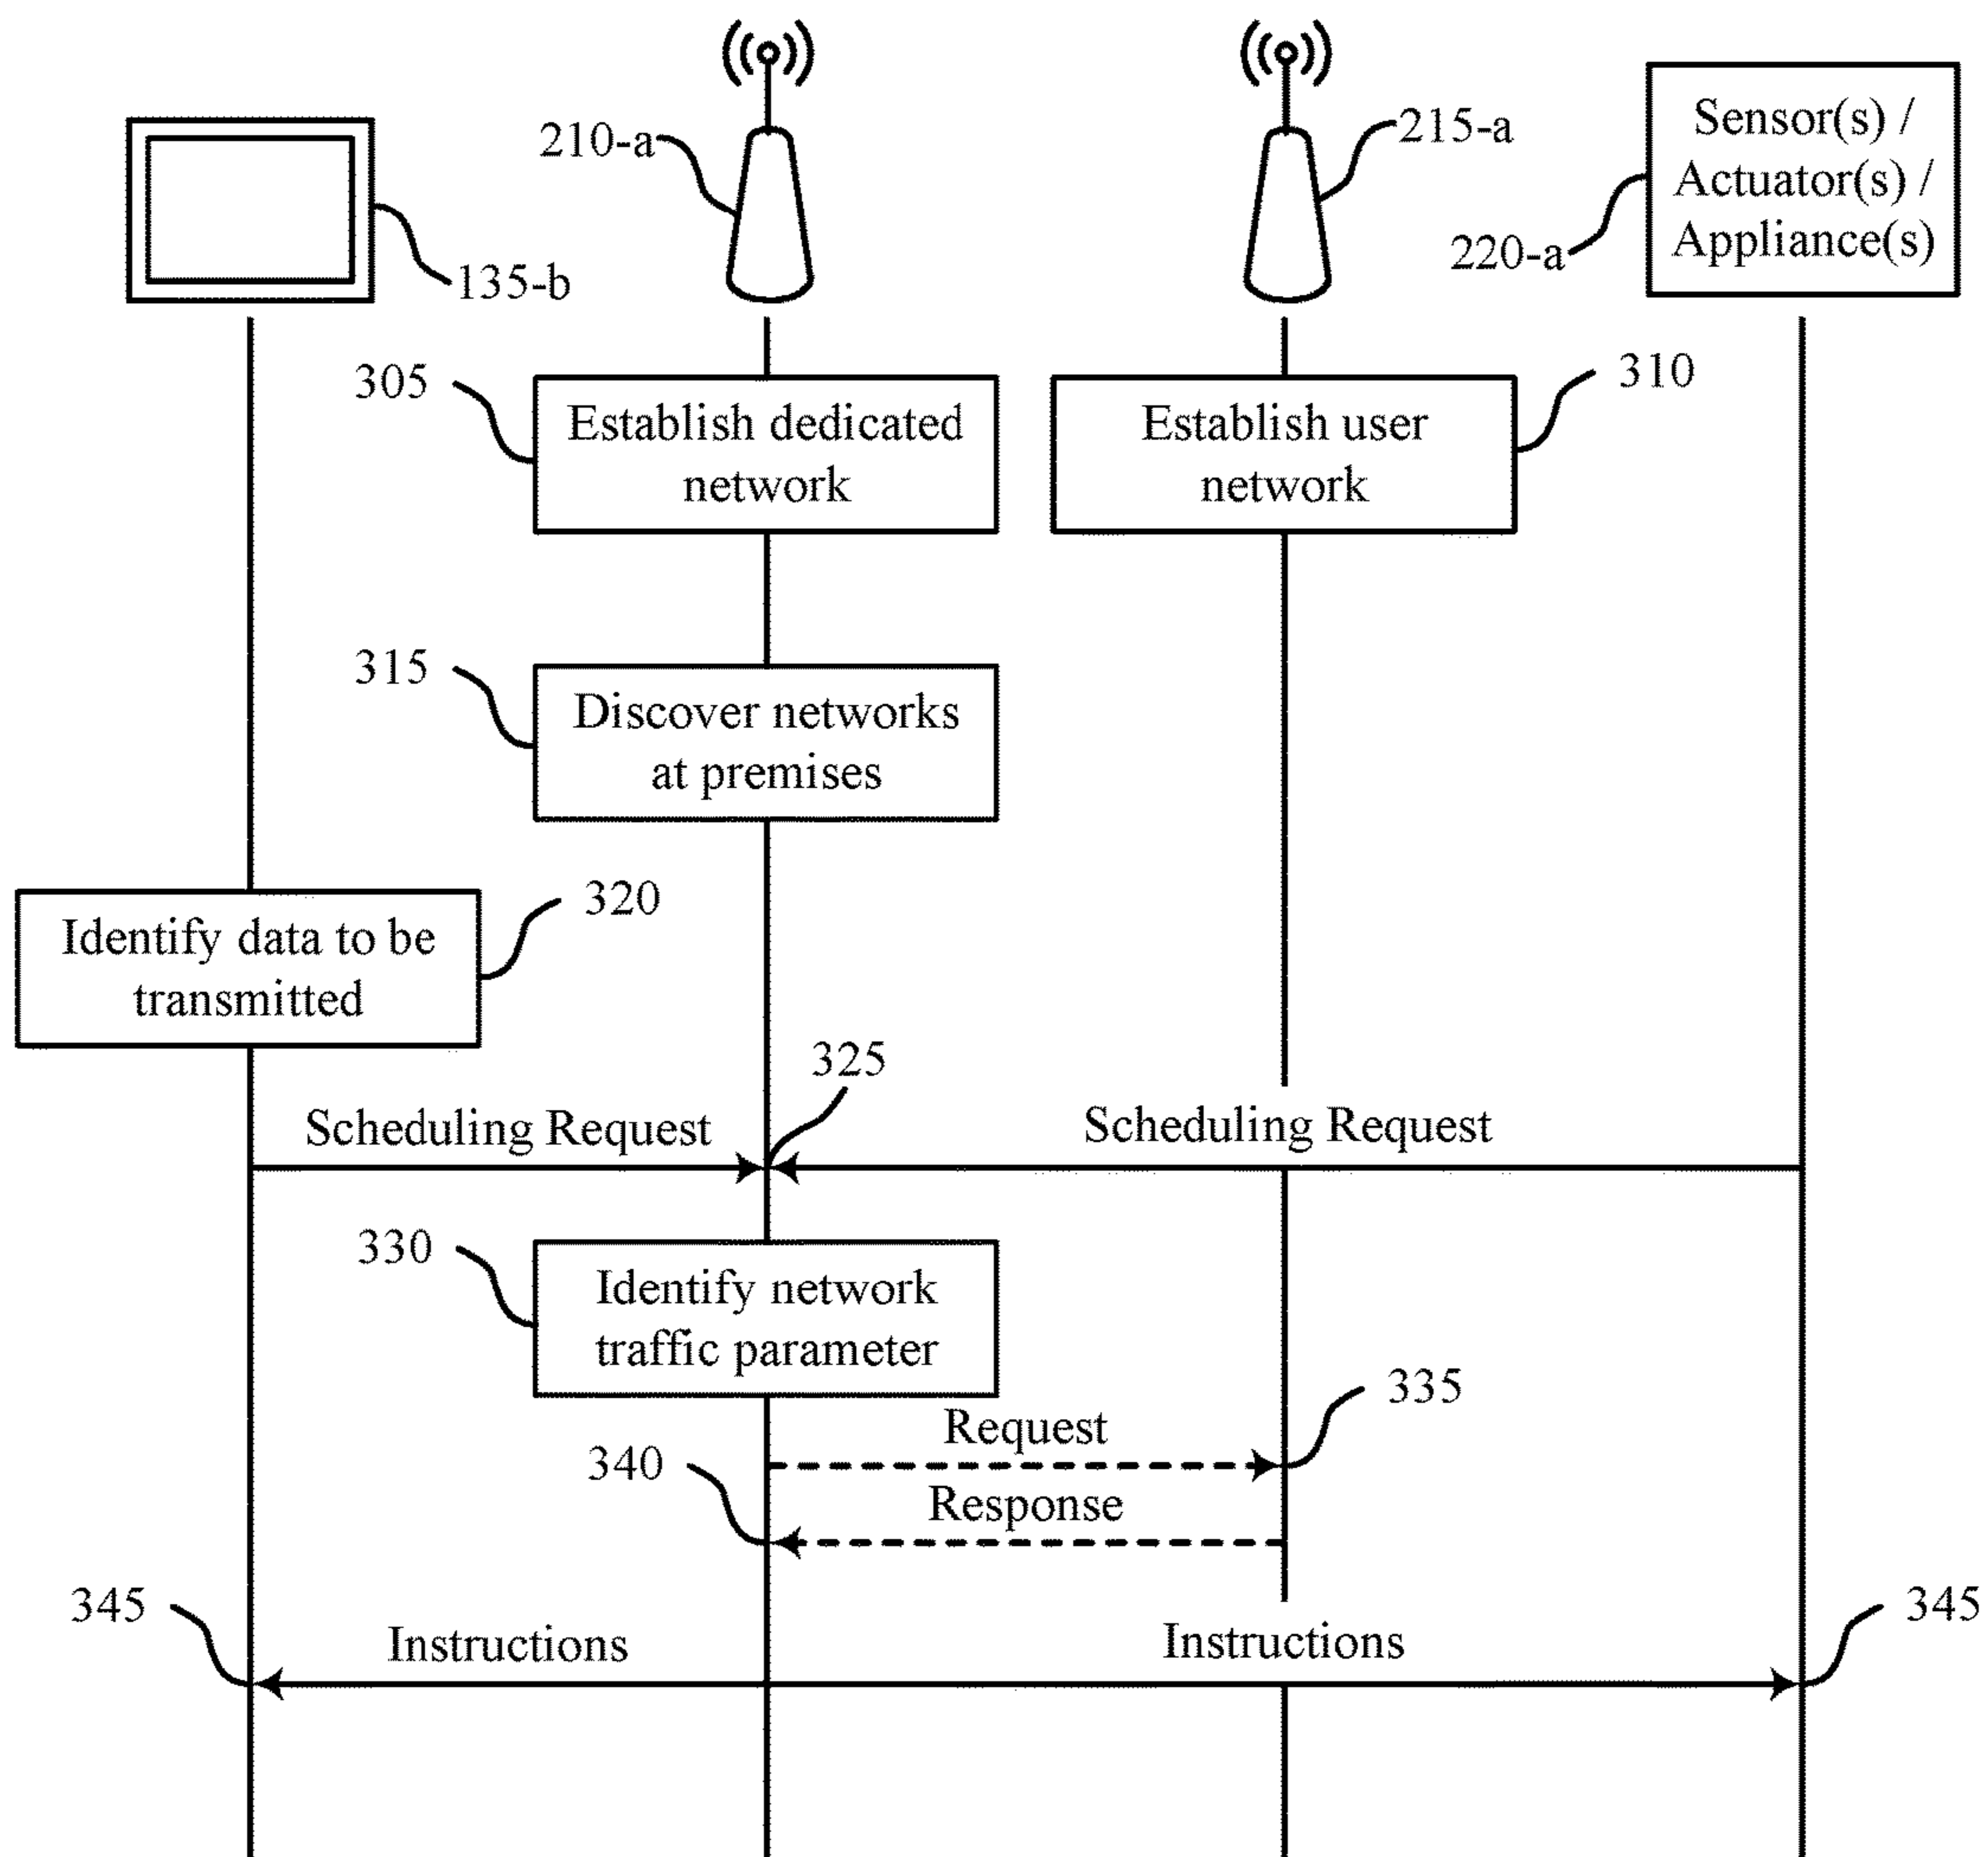 210-a
215-a
Sensor(s) /
Actuator(s) /
Appliance(s)
220-a
135-b
305
Establish dedicated
network
Establish user
network
310
315
Discover networks
at premises
320
Identify data to be
transmitted
325
Scheduling Request
Scheduling Request
330
Identify network
traffic parameter
335
Request
340
Response
345
Instructions
Instructions
345